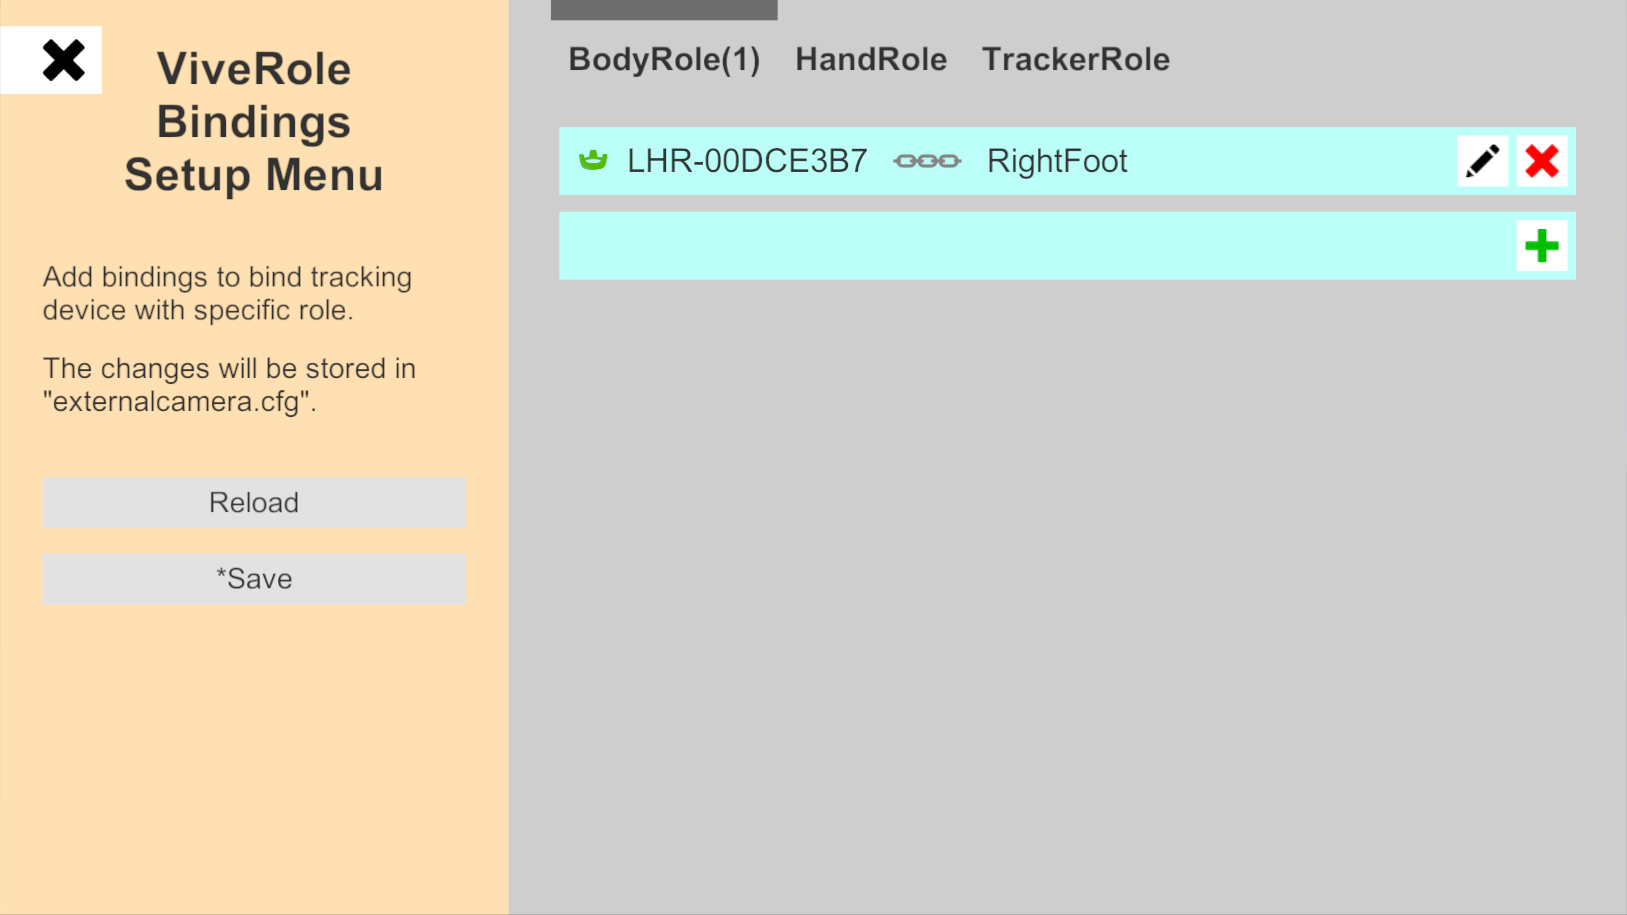 ViveRole
Bindings
Setup Menu
Add bindings to bind tracking
device with specific role.
The changes will be stored in
"externalcamera.cfg".
Reload
*Save
BodyRole(1) HandRole TrackerRole
LHR-00DCE3B7 RightFoot